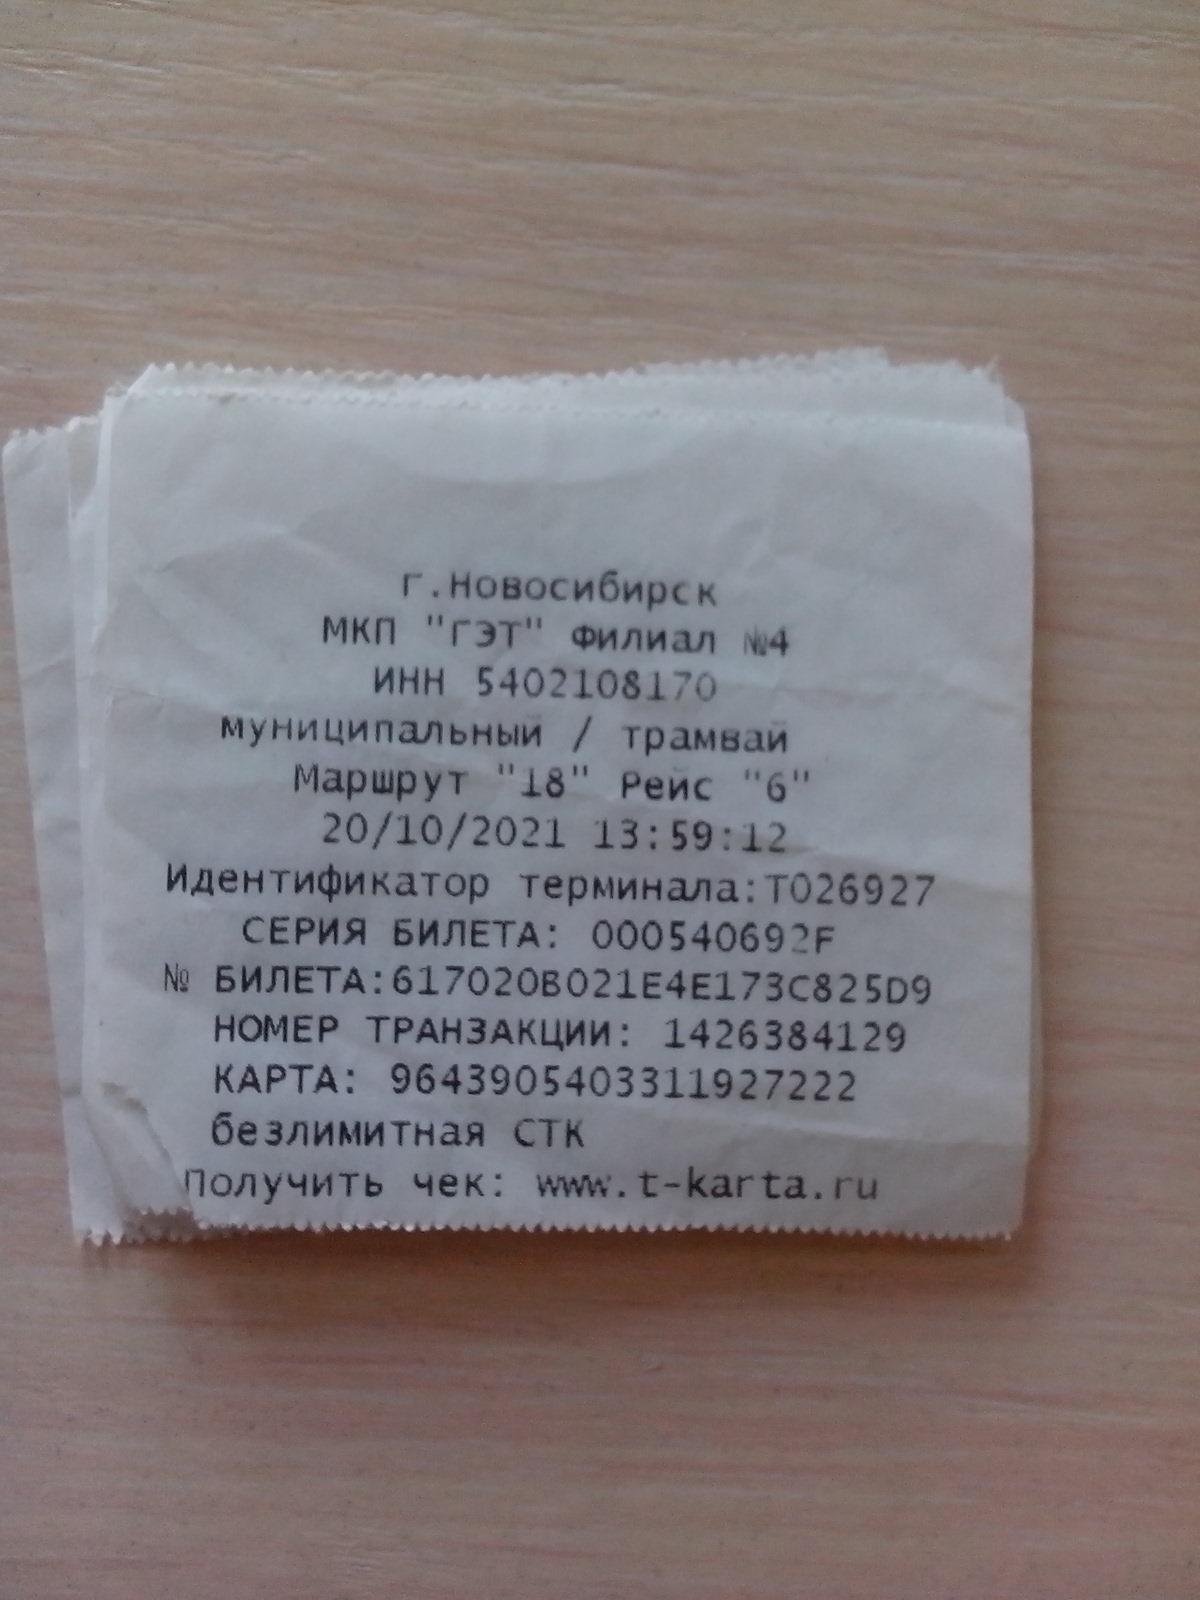 г.Новосибирск
МКП "ГЭТ" Филиал №4
ИНН 5402108170
муниципальный / трамвай
Маршрут "18" Рейс "6"
20/10/2021 13:59:12
Идентификатор терминала:T026927
СЕРИЯ БИЛЕТА: 000540692F
№ БИЛЕТА:617020B021E4E173C825D9
НОМЕР ТРАНЗАКЦИИ: 1426384129
КАРТА: 9643905403311927222
безлимитная СТК
Получить чек: www.t-karta.ru